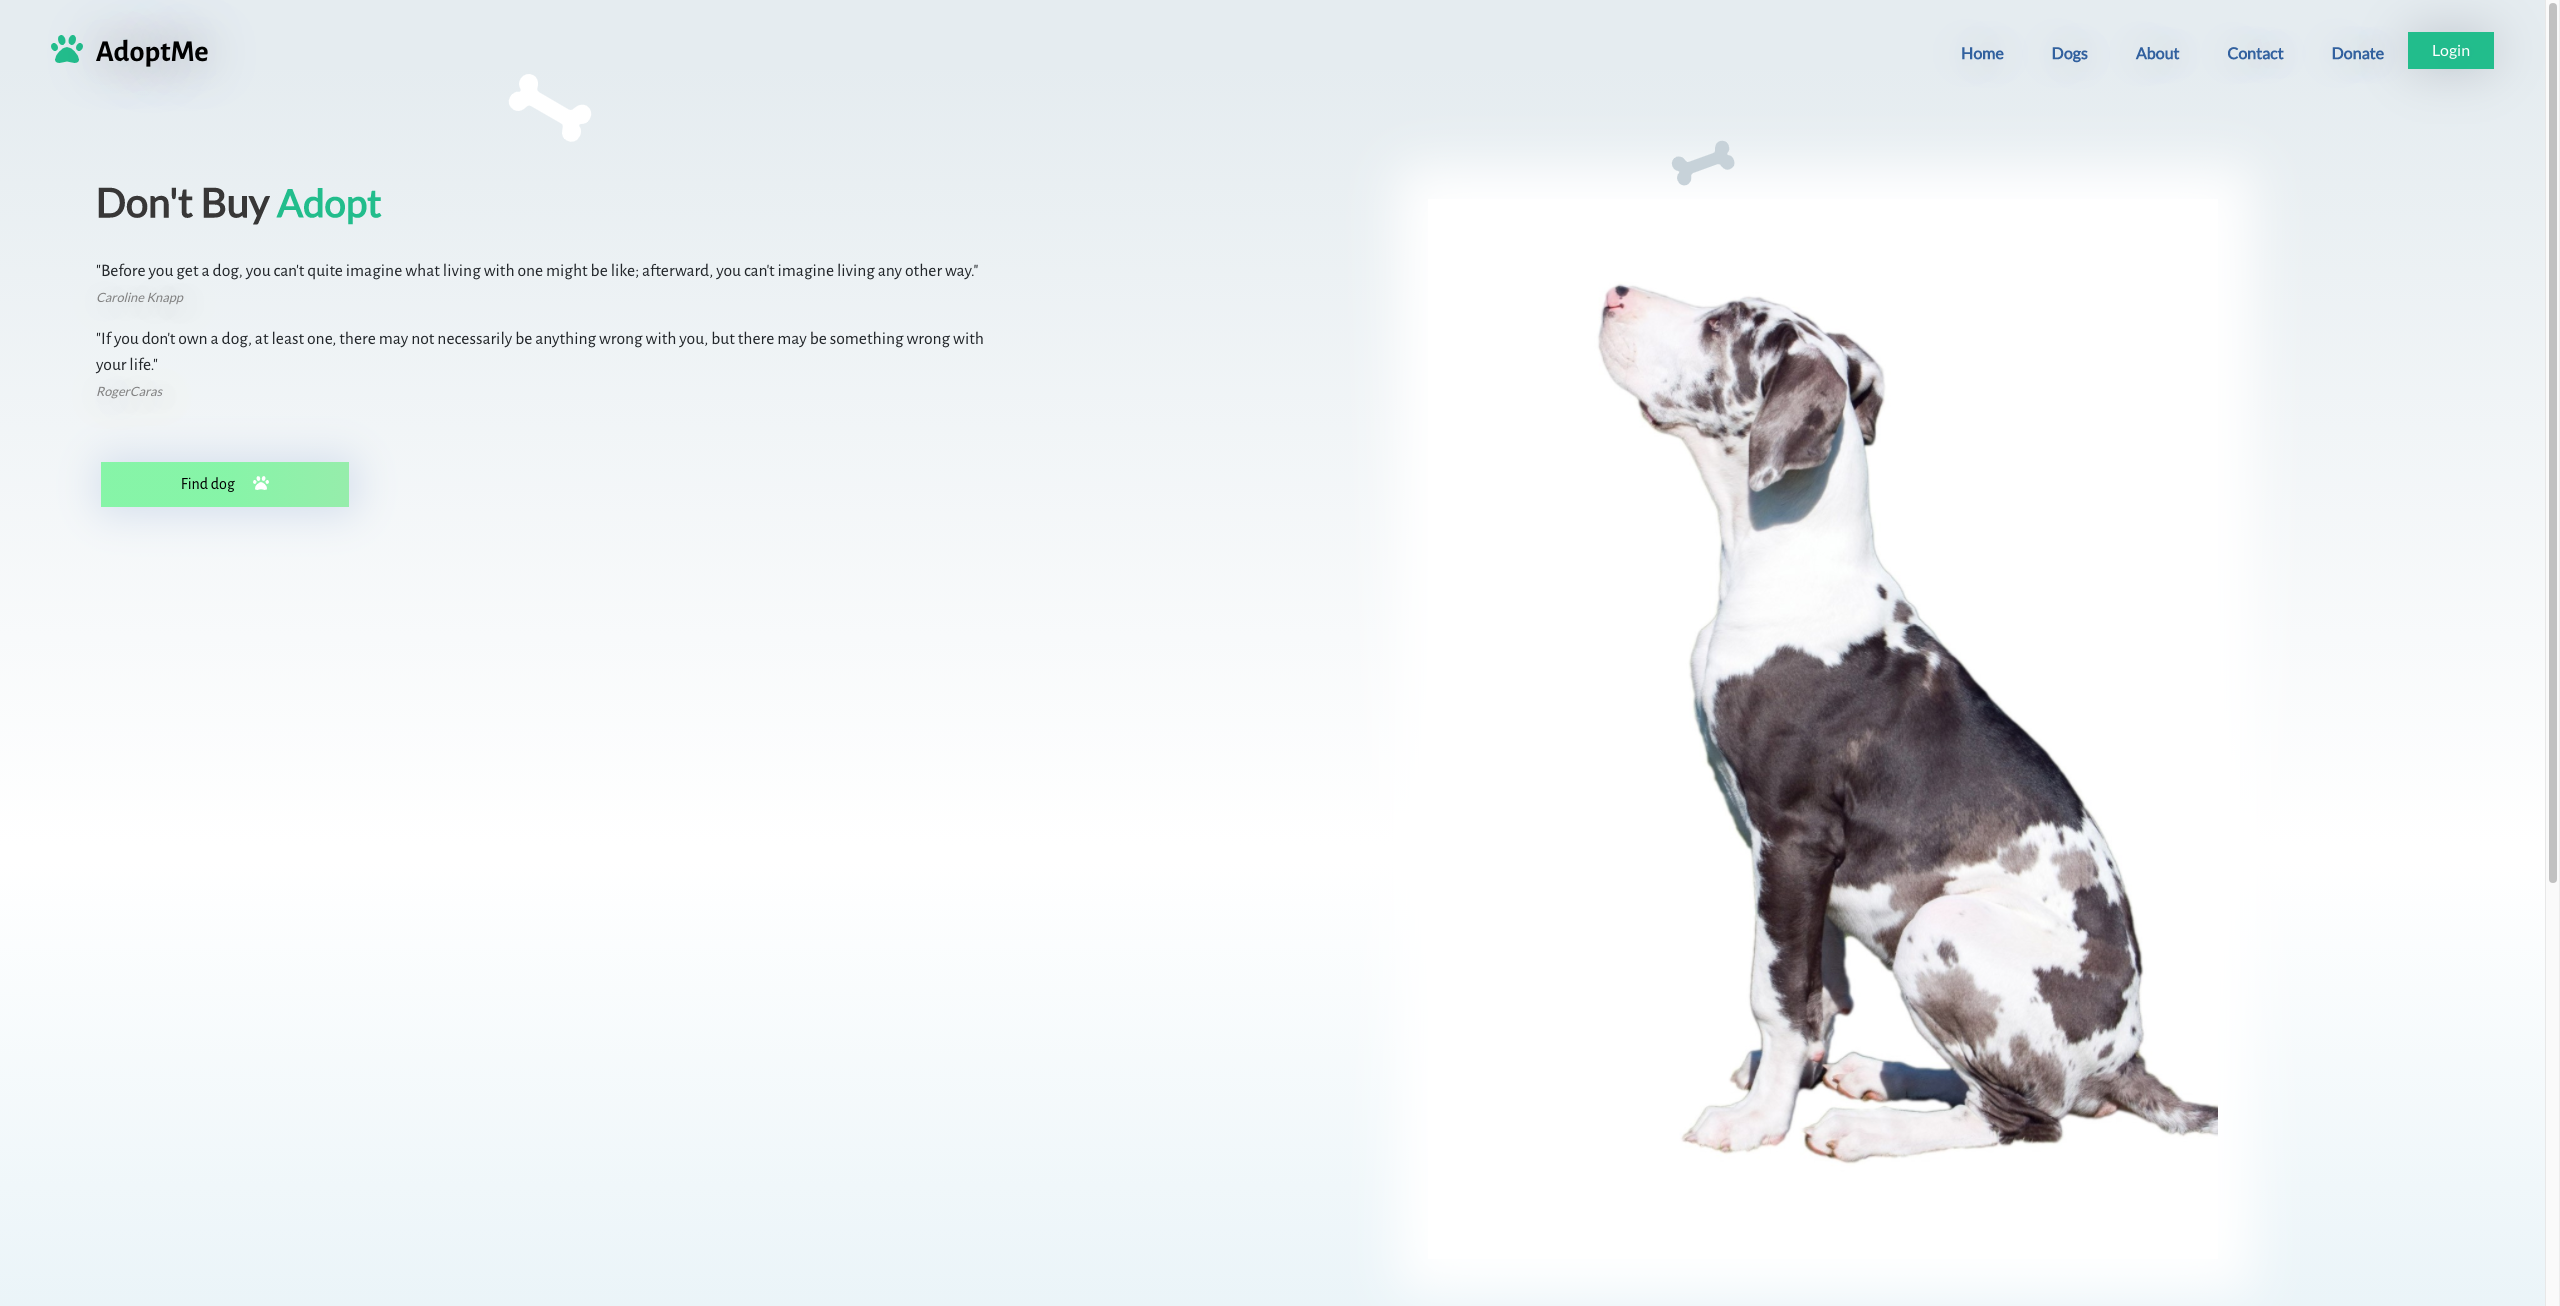 AdoptMe
Home Dogs About Contact Donate Login
Don't Buy Adopt
"Before you get a dog, you can't quite imagine what living with one might be like; afterward, you can't imagine living any other way."
Caroline Knapp
"If you don't own a dog, at least one, there may not necessarily be anything wrong with you, but there may be something wrong with
your life."
RogerCaras
Find dog